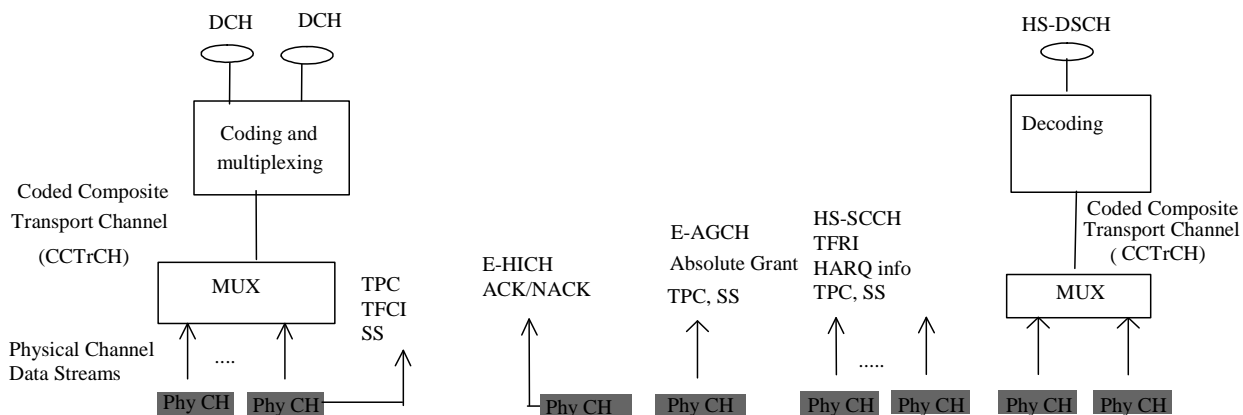 DCH
DCH
Coding and
multiplexing
Coded Composite
Transport Channel
(CCTrCH)
MUX
TPC
TFCI
SS
Physical Channel
Data Streams
....
Phy CH
Phy CH
E-HICH
ACK/NACK
Phy CH
E-AGCH
Absolute Grant
TPC, SS
Phy CH
HS-SCCH
TFRI
HARQ info
TPC, SS
.....
Phy CH
Phy CH
HS-DSCH
Decoding
Coded Composite
Transport Channel
( CCTrCH)
MUX
Phy CH
Phy CH